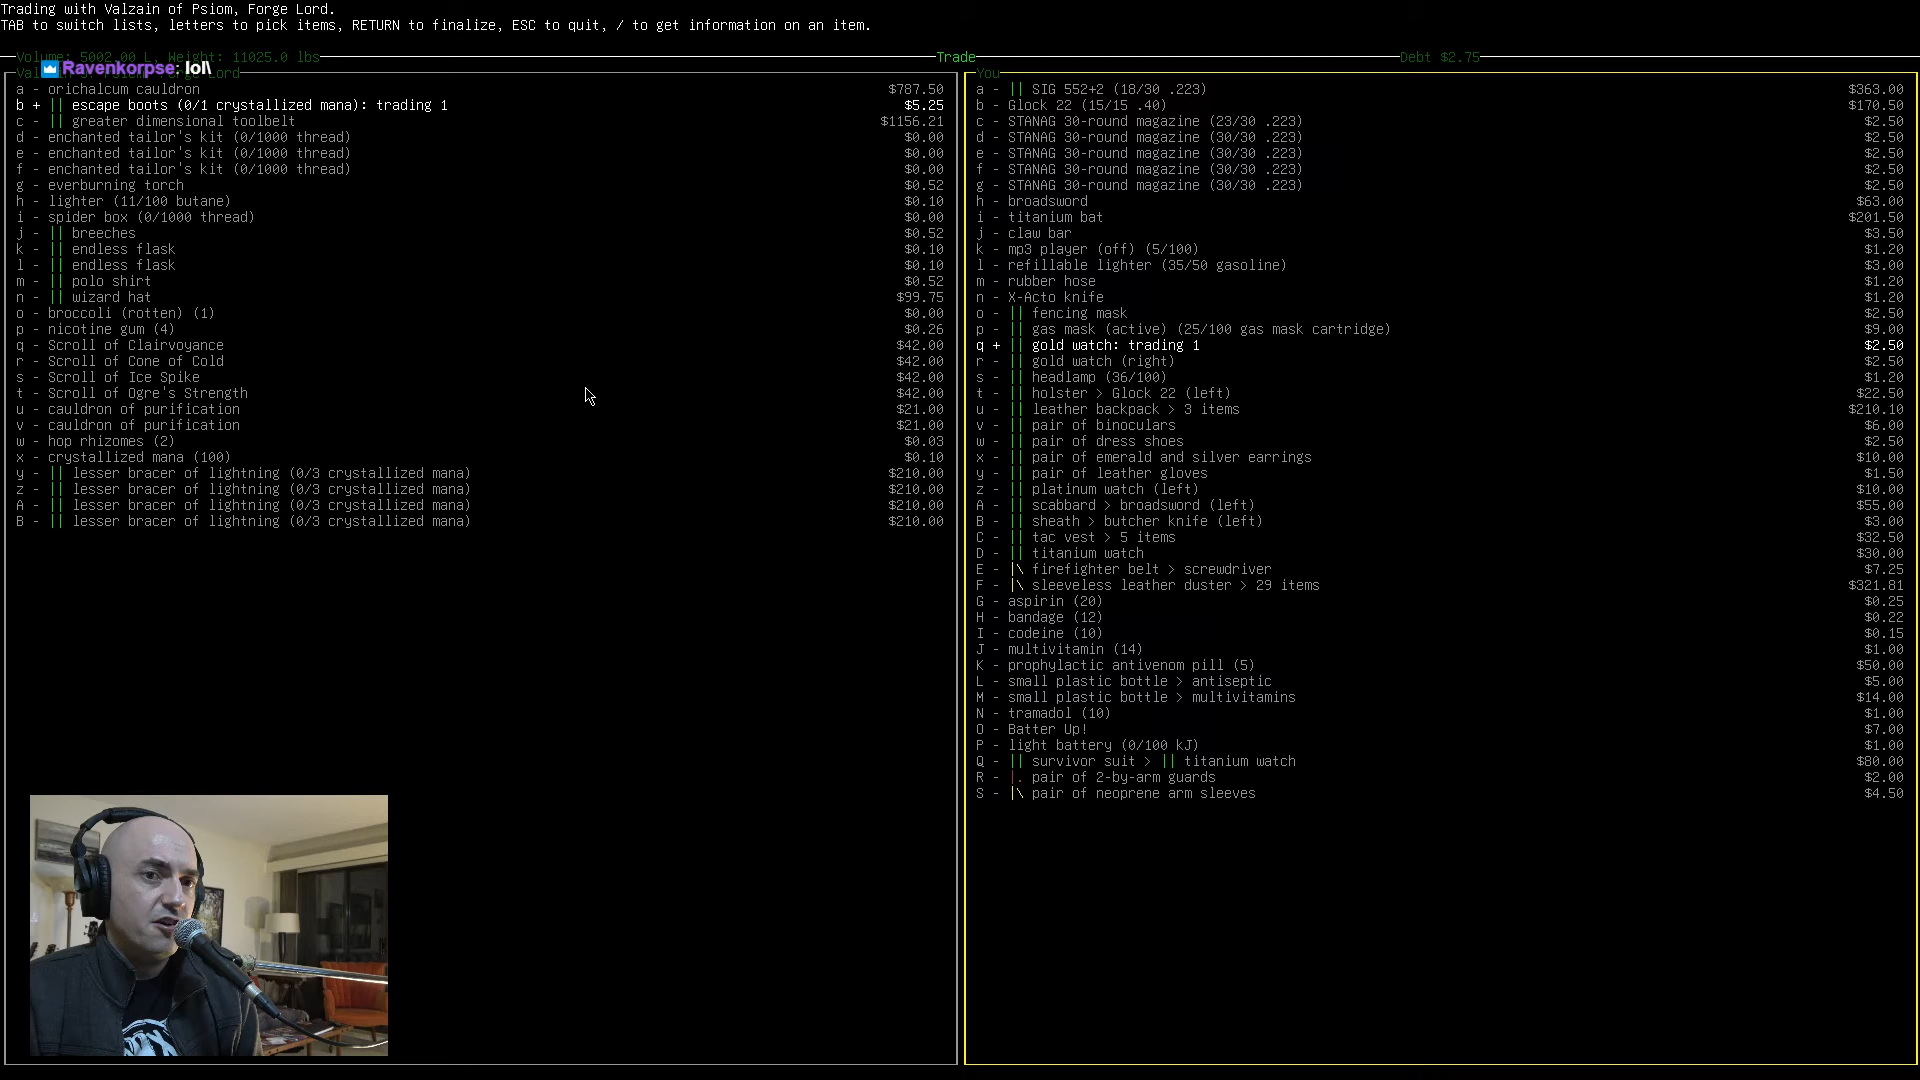 Trading with Valzain of Psiom, Forge Lord.
TAB to switch lists, letters to pick items, RETURN to finalize, ESC to quit, / to get information on an item.
Volume: 5002.00 L, Weight: 11025.0 lbs
Trade
Debt $2.75
Ravenkorpse: lol\
Valzain of Psiom, Forge Lord
a - orichalcum cauldron $787.50
b + || escape boots (0/1 crystallized mana): trading 1 $5.25
c - || greater dimensional toolbelt $1156.21
d - enchanted tailor's kit (0/1000 thread) $0.00
e - enchanted tailor's kit (0/1000 thread) $0.00
f - enchanted tailor's kit (0/1000 thread) $0.00
g - everburning torch $0.52
h - lighter (11/100 butane) $0.10
i - spider box (0/1000 thread) $0.00
j - || breeches $0.52
k - || endless flask $0.10
l - || endless flask $0.10
m - || polo shirt $0.52
n - || wizard hat $99.75
o - broccoli (rotten) (1) $0.00
p - nicotine gum (4) $0.26
q - Scroll of Clairvoyance $42.00
r - Scroll of Cone of Cold $42.00
s - Scroll of Ice Spike $42.00
t - Scroll of Ogre's Strength $42.00
u - cauldron of purification $21.00
v - cauldron of purification $21.00
w - hop rhizomes (2) $0.03
x - crystallized mana (100) $0.10
y - || lesser bracer of lightning (0/3 crystallized mana) $210.00
z - || lesser bracer of lightning (0/3 crystallized mana) $210.00
A - || lesser bracer of lightning (0/3 crystallized mana) $210.00
B - || lesser bracer of lightning (0/3 crystallized mana) $210.00
You
a - || SIG 552+2 (18/30 .223) $363.00
b - Glock 22 (15/15 .40) $170.50
c - STANAG 30-round magazine (23/30 .223) $2.50
d - STANAG 30-round magazine (30/30 .223) $2.50
e - STANAG 30-round magazine (30/30 .223) $2.50
f - STANAG 30-round magazine (30/30 .223) $2.50
g - STANAG 30-round magazine (30/30 .223) $2.50
h - broadsword $63.00
i - titanium bat $201.50
j - claw bar $3.50
k - mp3 player (off) (5/100) $1.20
l - refillable lighter (35/50 gasoline) $3.00
m - rubber hose $1.20
n - X-Acto knife $1.20
o - || fencing mask $2.50
p - || gas mask (active) (25/100 gas mask cartridge) $9.00
q + || gold watch: trading 1 $2.50
r - || gold watch (right) $2.50
s - || headlamp (36/100) $1.20
t - || holster > Glock 22 (left) $22.50
u - || leather backpack > 3 items $210.10
v - || pair of binoculars $6.00
w - || pair of dress shoes $2.50
x - || pair of emerald and silver earrings $10.00
y - || pair of leather gloves $1.50
z - || platinum watch (left) $10.00
A - || scabbard > broadsword (left) $55.00
B - || sheath > butcher knife (left) $3.00
C - || tac vest > 5 items $32.50
D - || titanium watch $30.00
E - |\ firefighter belt > screwdriver $7.25
F - |\ sleeveless leather duster > 29 items $321.81
G - aspirin (20) $0.25
H - bandage (12) $0.22
I - codeine (10) $0.15
J - multivitamin (14) $1.00
K - prophylactic antivenom pill (5) $50.00
L - small plastic bottle > antiseptic $5.00
M - small plastic bottle > multivitamins $14.00
N - tramadol (10) $1.00
O - Batter Up! $7.00
P - light battery (0/100 kJ) $1.00
Q - || survivor suit > || titanium watch $80.00
R - |. pair of 2-by-arm guards $2.00
S - |\ pair of neoprene arm sleeves $4.50